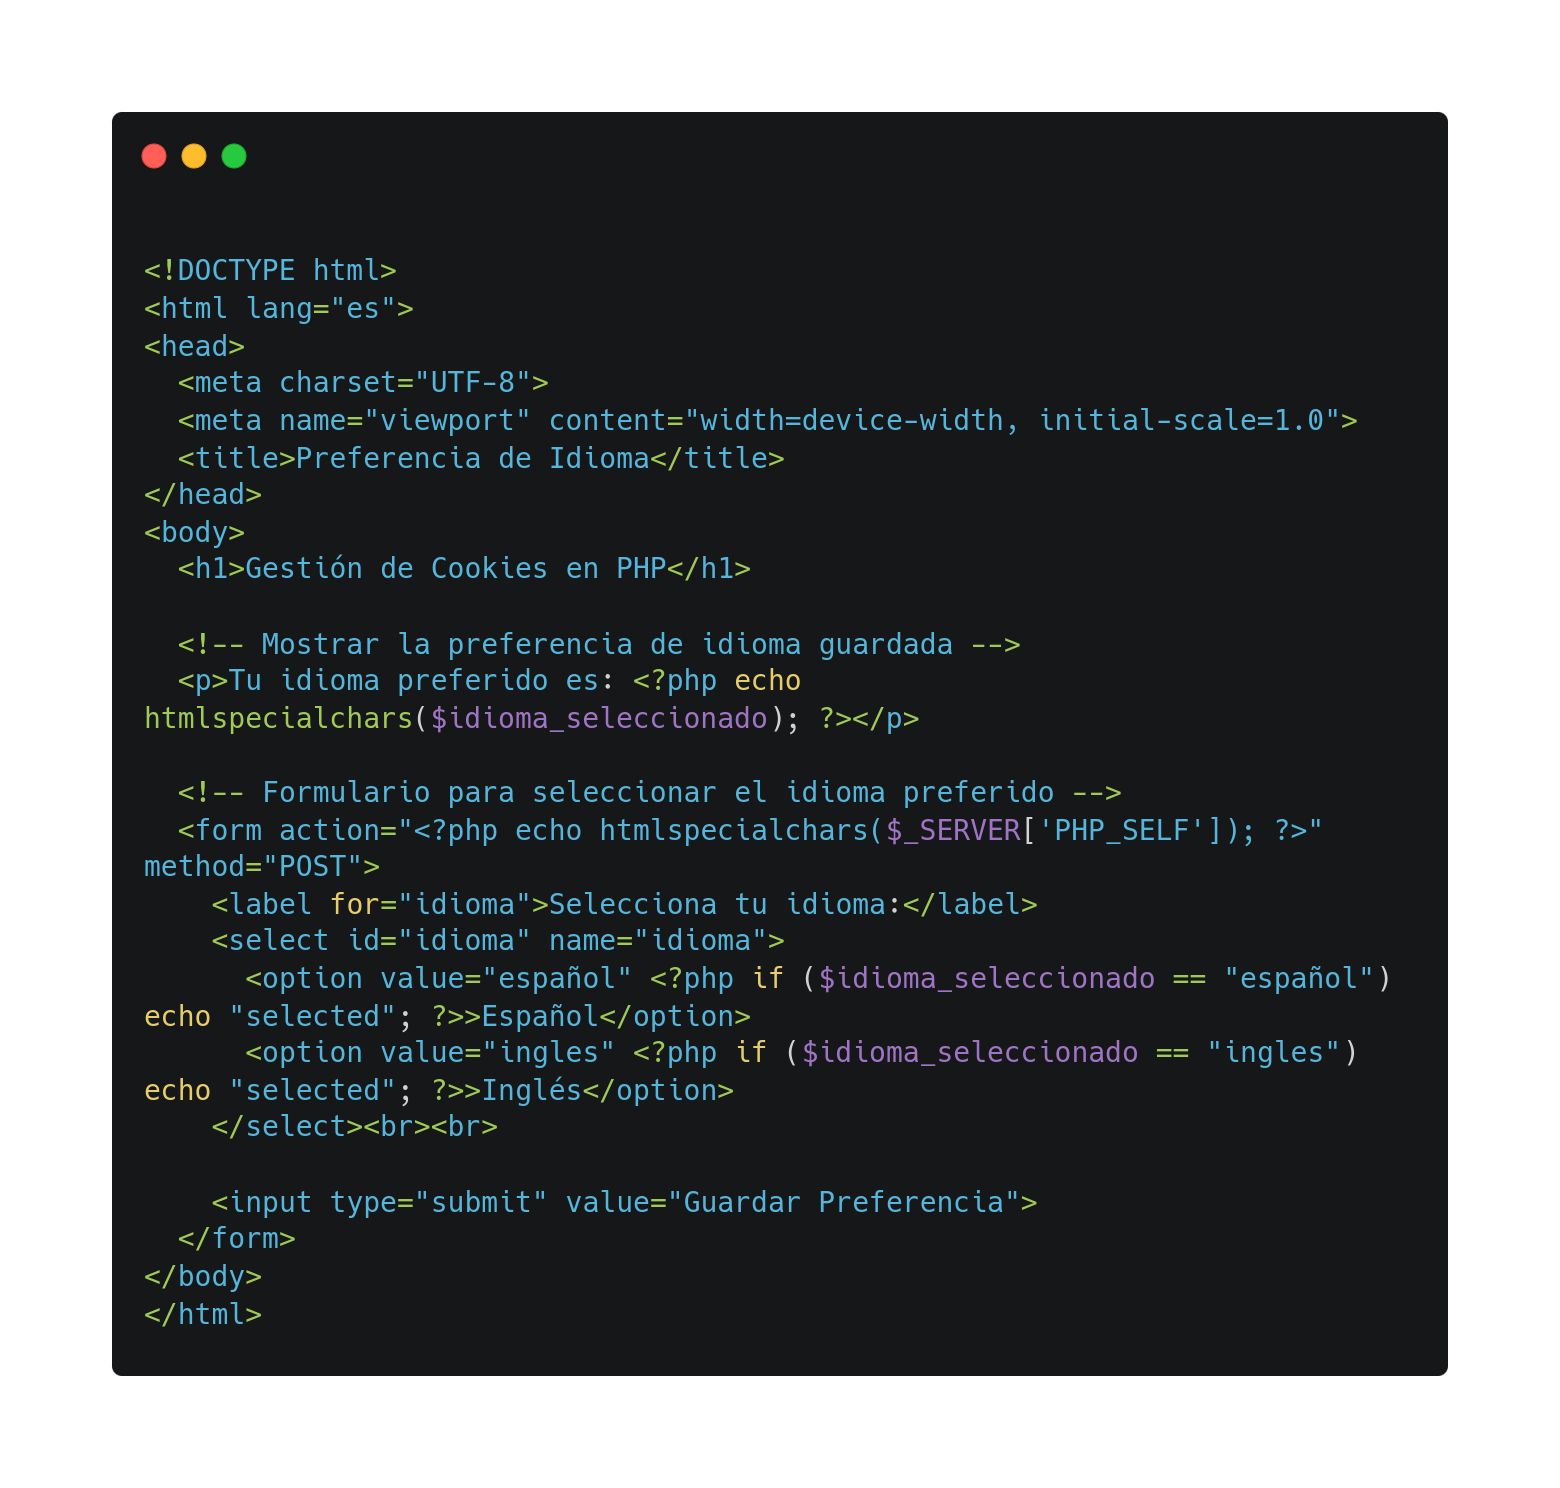 <!DOCTYPE html>
<html lang="es">
<head>
  <meta charset="UTF-8">
  <meta name="viewport" content="width=device-width, initial-scale=1.0">
  <title>Preferencia de Idioma</title>
</head>
<body>
  <h1>Gestión de Cookies en PHP</h1>

  <!-- Mostrar la preferencia de idioma guardada -->
  <p>Tu idioma preferido es: <?php echo
htmlspecialchars($idioma_seleccionado); ?></p>

  <!-- Formulario para seleccionar el idioma preferido -->
  <form action="<?php echo htmlspecialchars($_SERVER['PHP_SELF']); ?>"
method="POST">
    <label for="idioma">Selecciona tu idioma:</label>
    <select id="idioma" name="idioma">
      <option value="español" <?php if ($idioma_seleccionado == "español")
echo "selected"; ?>>Español</option>
      <option value="ingles" <?php if ($idioma_seleccionado == "ingles")
echo "selected"; ?>>Inglés</option>
    </select><br><br>

    <input type="submit" value="Guardar Preferencia">
  </form>
</body>
</html>